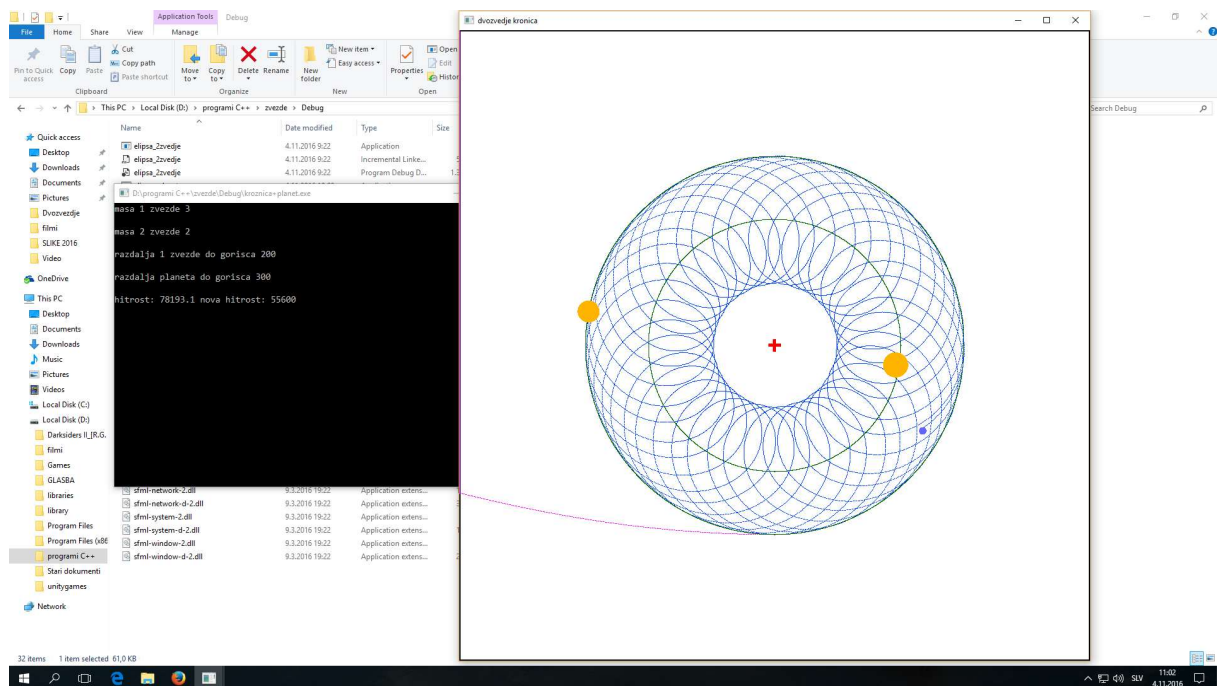 Application Tools Debug
File Home Share View Manage
Pin to Quick access
Copy
Paste
Cut
Copy path
Paste shortcut
Move to
Copy to
Delete
Rename
New folder
New item
Easy access
Properties
Open
Edit
Clipboard Organize New Open
This PC > Local Disk (D:) > programi C++ > zvezde > Debug
Search Debug
Name Date modified Type Size
elipsa_2zvedje 4.11.2016 9:22 Application
elipsa_2zvedje 4.11.2016 9:22 Incremental Linke...
elipsa_2zvedje 4.11.2016 9:22 Program Debug D...
Quick access
Desktop
Downloads
Documents
Pictures
Dvozvezdje
filmi
SLIKE 2016
Video
OneDrive
This PC
Desktop
Documents
Downloads
Music
Pictures
Videos
Local Disk (C:)
Local Disk (D:)
Darksiders II_[R.G.
filmi
Games
GLASBA
libraries
library
Program Files
Program Files (x86
programi C++
Stari dokumenti
unitygames
Network
D:\programi C++\zvezde\Debug\kroznica+planet.exe
masa 1 zvezde 3
masa 2 zvezde 2
razdalja 1 zvezde do gorisca 200
razdalja planeta do gorisca 300
hitrost: 78193.1 nova hitrost: 55600
sfml-network-2.dll 9.3.2016 19:22 Application extens...
sfml-network-d-2.dll 9.3.2016 19:22 Application extens...
sfml-system-2.dll 9.3.2016 19:22 Application extens...
sfml-system-d-2.dll 9.3.2016 19:22 Application extens...
sfml-window-2.dll 9.3.2016 19:22 Application extens...
sfml-window-d-2.dll 9.3.2016 19:22 Application extens...
dvozvedje kronica
32 items 1 item selected 61,0 KB
SLV
11:02
4.11.2016